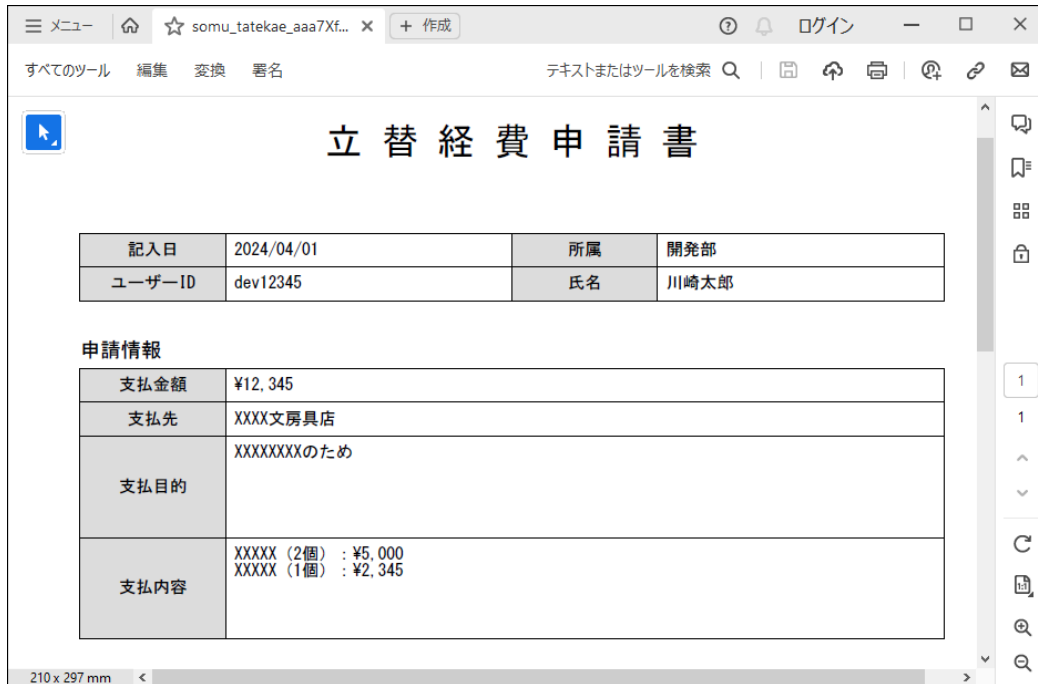 メニュー somu_tatekae_aaa7Xf... 作成 ログイン
すべてのツール 編集 変換 署名 テキストまたはツールを検索
立替経費申請書
記入日 2024/04/01 所属 開発部
ユーザーID dev12345 氏名 川崎太郎
申請情報
支払金額 ¥12,345
支払先 XXXX文房具店
支払目的 XXXXXXXXのため
支払内容 XXXXX（2個）：¥5,000
XXXXX（1個）：¥2,345
1
1
1:1
210 x 297 mm